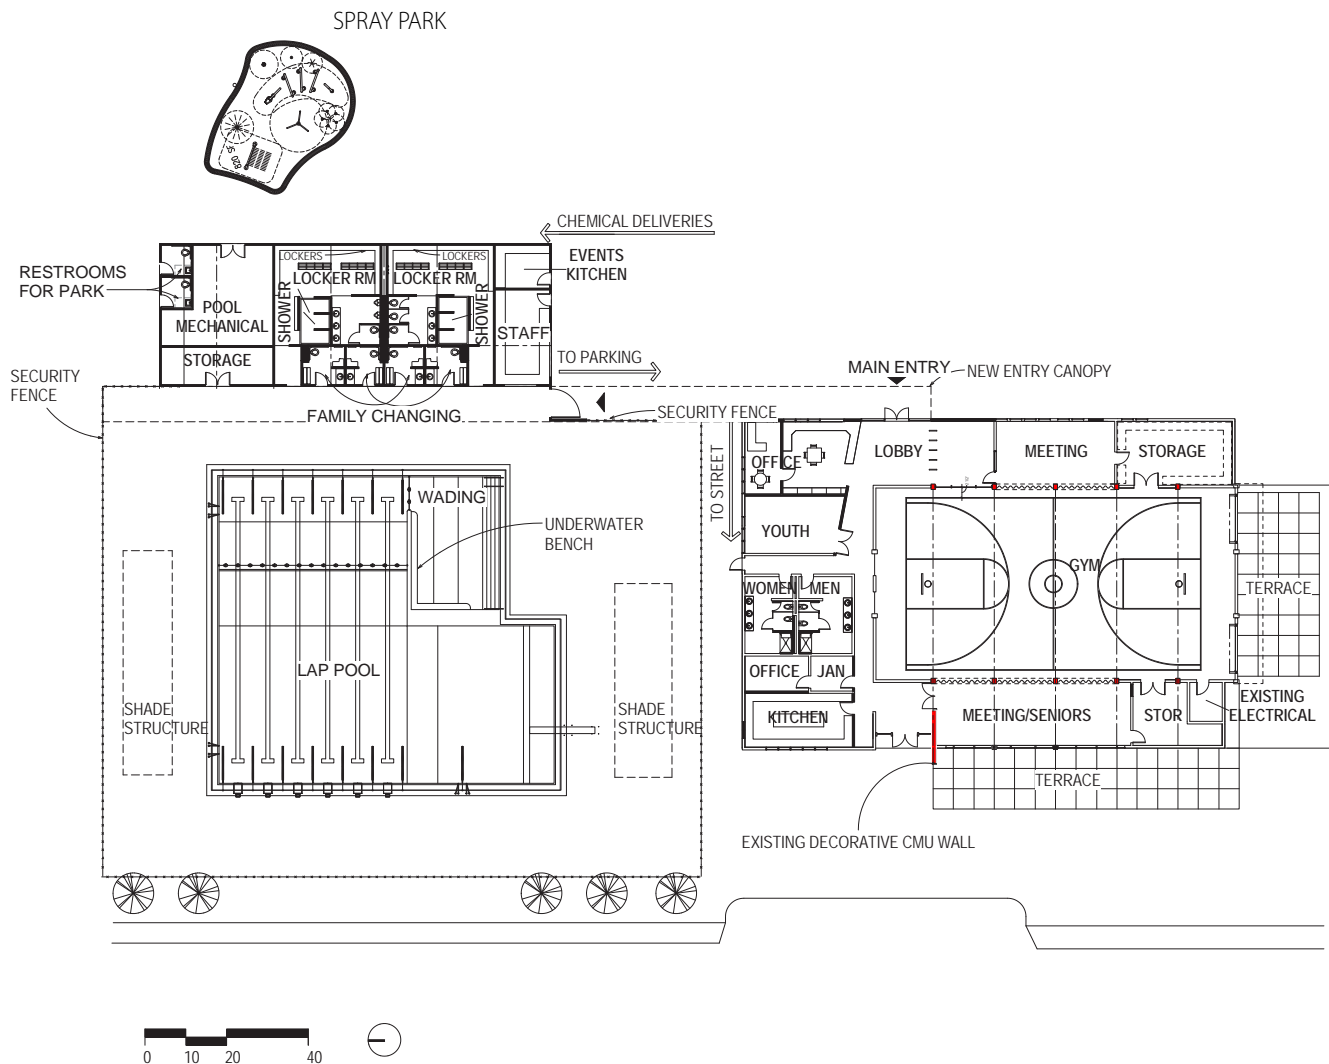 SPRAY PARK
820
SF
CHEMICAL DELIVERIES
EVENTS
KITCHEN
LOCKERS
LOCKERS
RESTROOMS
FOR PARK
LOCKER RM
LOCKER RM
POOL
MECHANICAL
SHOWER
SHOWER
STAFF
STORAGE
TO PARKING
SECURITY
FENCE
MAIN ENTRY
NEW ENTRY CANOPY
FAMILY CHANGING
SECURITY FENCE
OFFICE
LOBBY
MEETING
STORAGE
TO STREET
WADING
UNDERWATER
BENCH
YOUTH
GYM
WOMEN
MEN
TERRACE
LAP POOL
OFFICE
JAN
SHADE
STRUCTURE
SHADE
STRUCTURE
KITCHEN
MEETING/SENIORS
STOR
EXISTING
ELECTRICAL
TERRACE
EXISTING DECORATIVE CMU WALL
0 10 20 40